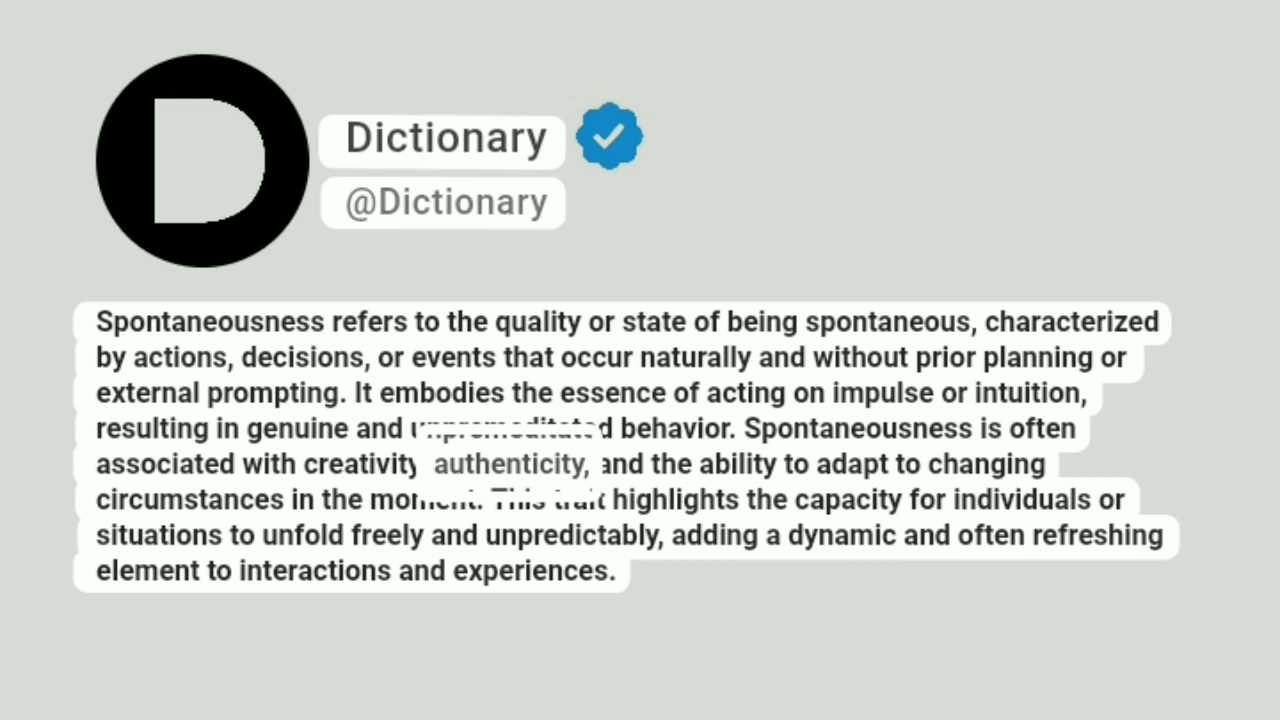 D
Dictionary
@Dictionary
Spontaneousness refers to the quality or state of being spontaneous, characterized
by actions, decisions, or events that occur naturally and without prior planning or
external prompting. It embodies the essence of acting on impulse or intuition,
resulting in genuine and unpremeditated behavior. Spontaneousness is often
associated with creativity authenticity, and the ability to adapt to changing
circumstances in the moment. This trait highlights the capacity for individuals or
situations to unfold freely and unpredictably, adding a dynamic and often refreshing
element to interactions and experiences.